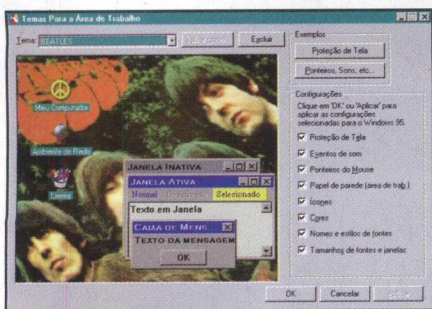 Temas Para a Área de Trabalho
Tema: BEATLES
Excluir
Exemplos
Proteção de Tela
Ponteiros, Sons, etc...
Configurações
Clique em 'OK' ou 'Aplicar' para
aplicar as configurações
selecionadas para o Windows 95.
Proteção de Tela
Eventos de som
Ponteiros do Mouse
Papel de parede (área de trab.)
Ícones
Cores
Nomes e estilos de fontes
Tamanhos de fontes e janelas
Meu Computador
Ambiente de Rede
Lixeira
JANELA INATIVA
JANELA ATIVA
Normal Selecionado
Texto em Janela
CAIXA DE MENS
TEXTO DA MENSAGEM
OK
OK Cancelar